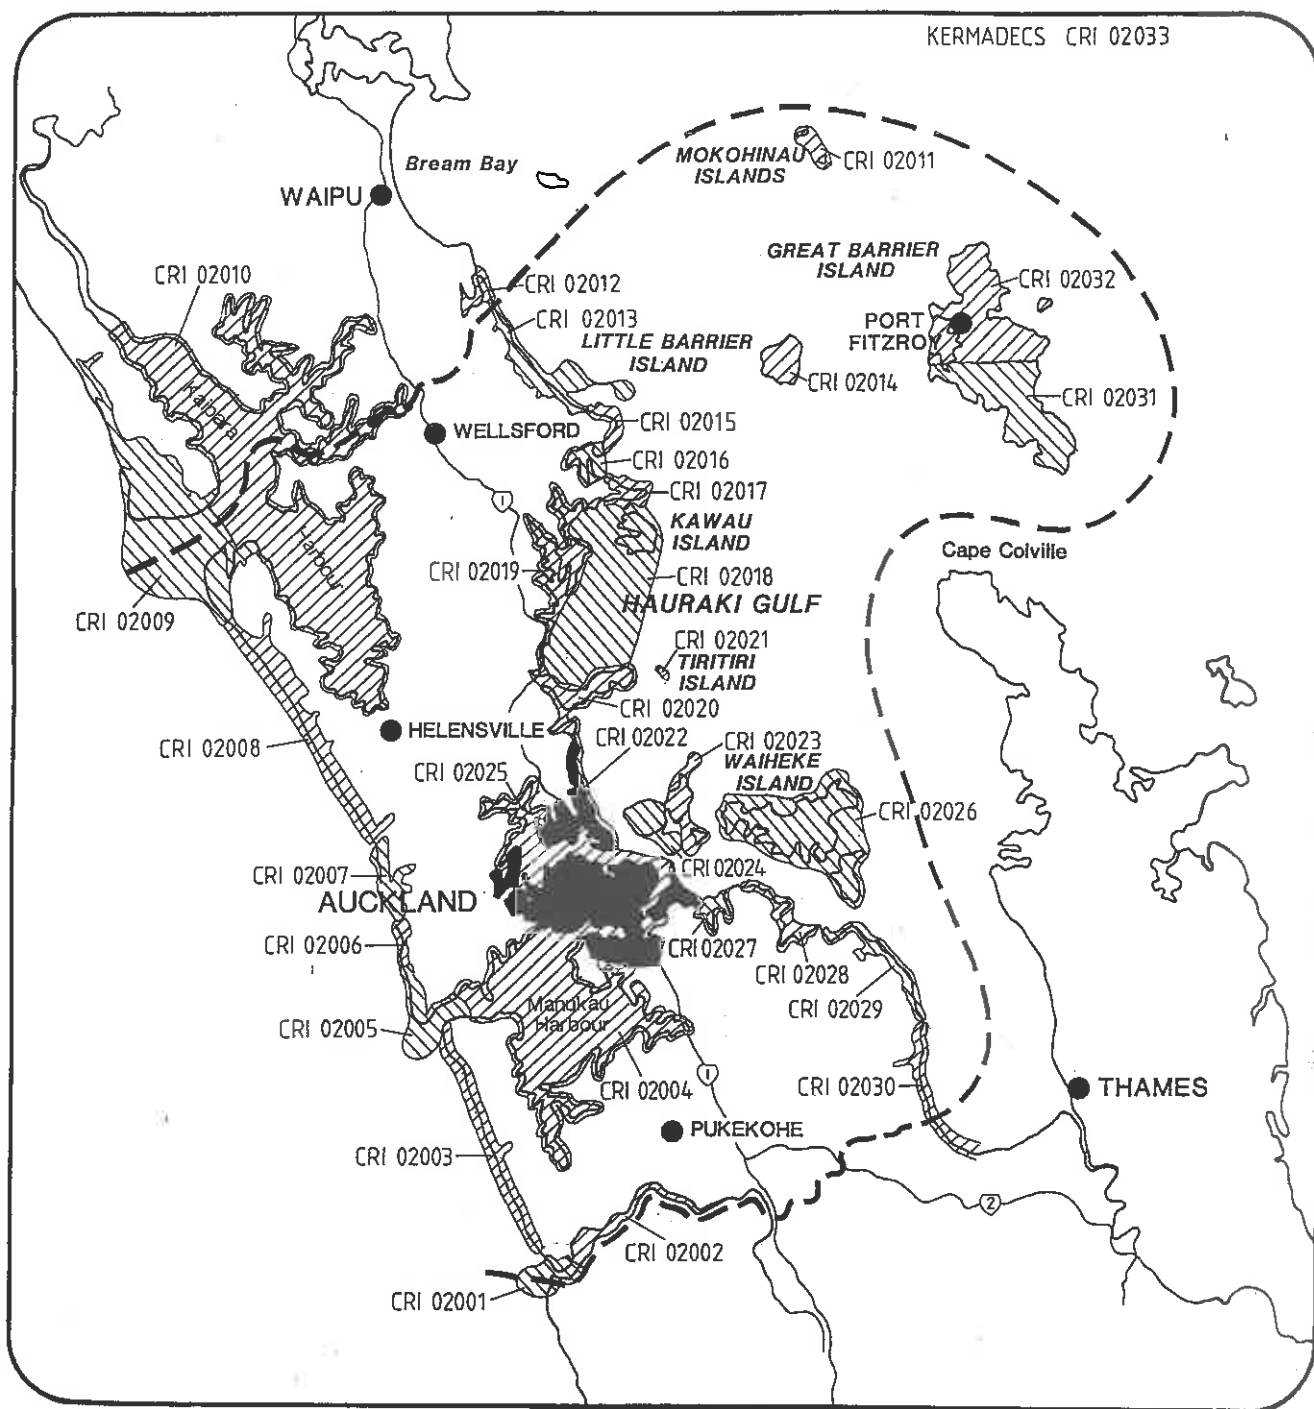 KERMADECS CRI 02033
MOKOHINAU
ISLANDS
CRI 02011
Bream Bay
WAIPU
GREAT BARRIER
ISLAND
CRI 02032
CRI 02010
CRI 02012
CRI 02013
PORT
FITZROY
LITTLE BARRIER
ISLAND
CRI 02014
CRI 02031
Kaipara
CRI 02015
WELLSFORD
CRI 02016
CRI 02017
1
KAWAU
ISLAND
Harbour
Cape Colville
CRI 02019
CRI 02018
HAURAKI GULF
CRI 02009
CRI 02021
TIRITIRI
ISLAND
CRI 02020
HELENSVILLE
CRI 02022
CRI 02008
CRI 02023
WAIHEKE
ISLAND
CRI 02025
CRI 02026
CRI 02024
CRI 02007
AUCKLAND
CRI 02006
CRI 02027
CRI 02028
CRI 02029
Manukau
Harbour
CRI 02005
1
CRI 02004
CRI 02030
THAMES
PUKEKOHE
CRI 02003
2
CRI 02002
CRI 02001